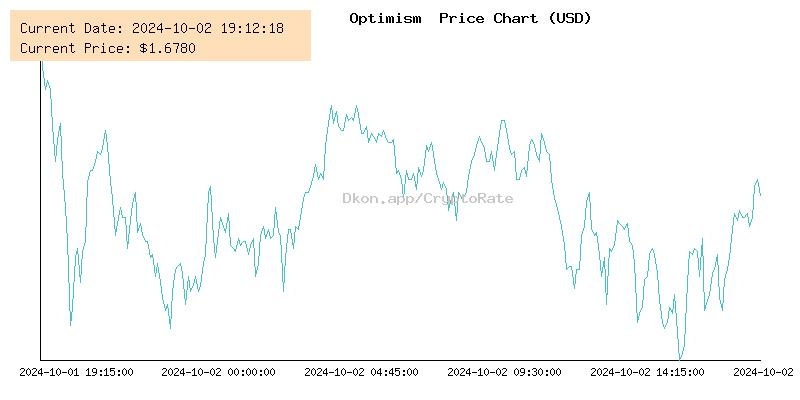 Optimism  Price Chart (USD)
Current Date: 2024-10-02 19:12:18
Current Price: $1.6780
Dkon.app/CryptoRate
2024-10-01 19:15:00
2024-10-02 00:00:00
2024-10-02 04:45:00
2024-10-02 09:30:00
2024-10-02 14:15:00
2024-10-02